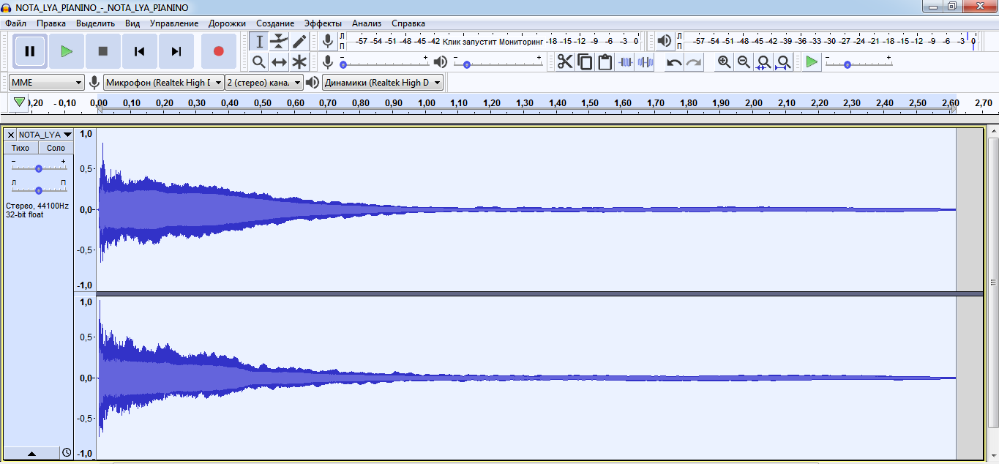 NOTA_LYA_PIANINO_-_NOTA_LYA_PIANINO
Файл Правка Выделить Вид Управление Дорожки Создание Эффекты Анализ Справка
Л П -57 -54 -51 -48 -45 -42 Клик запустит Мониторинг -18 -15 -12 -9 -6 -3 0
Л П -57 -54 -51 -48 -45 -42 -39 -36 -33 -30 -27 -24 -21 -18 -15 -12 -9 -6 -3 0
- + - + - +
MME Микрофон (Realtek High D 2 (стерео) кана. Динамики (Realtek High D
0,20 - 0,10 0,00 0,10 0,20 0,30 0,40 0,50 0,60 0,70 0,80 0,90 1,00 1,10 1,20 1,30 1,40 1,50 1,60 1,70 1,80 1,90 2,00 2,10 2,20 2,30 2,40 2,50 2,60 2,70
NOTA_LYA
Тихо Соло
- +
Л П
Стерео, 44100Hz
32-bit float
1,0
0,5
0,0
-0,5
-1,0
1,0
0,5
0,0
-0,5
-1,0